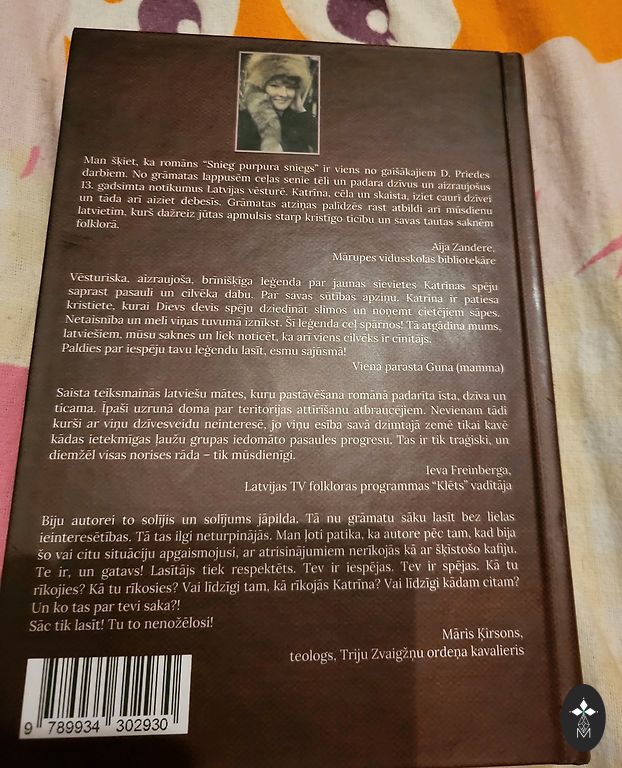 Man šķiet, ka romāns “Snieg purpura sniegs” ir viens no gaišākajiem D. Priedes
darbiem. No grāmatas lappusēm ceļas senie tēli un padara dzīvus un aizraujošus
13. gadsimta notikumus Latvijas vēsturē. Katrīna, cēla un skaista, iziet cauri dzīvei
un tāda arī aiziet debesīs. Grāmatas atziņas palīdzēs rast atbildi arī mūsdienu
latvietim, kurš dažreiz jūtas apmulsis starp kristīgo ticību un savas tautas saknēm
folklorā.
Aija Zandere,
Mārupes vidusskolas bibliotekāre
Vēsturiska, aizraujoša, brīnišķīga leģenda par jaunas sievietes Katrīnas spēju
saprast pasauli un cilvēka dabu. Par savas sūtības apziņu. Katrīna ir patiesa
kristiete, kurai Dievs devis spēju dziedināt slimos un noņemt cietējiem sāpes.
Netaisnība un meli viņas tuvumā iznīkst. Šī leģenda ceļ spārnos! Tā atgādina mums,
latviešiem, mūsu saknes un liek noticēt, ka arī viens cilvēks ir cīnītājs.
Paldies par iespēju tavu leģendu lasīt, esmu sajūsmā!
Viena parasta Guna (mamma)
Saista teiksmainās latviešu mātes, kuru pastāvēšana romānā padarīta īsta, dzīva un
ticama. Īpaši uzrunā doma par teritorijas attīrīšanu atbraucējiem. Nevienam tādi
kurši ar viņu dzīvesveidu neinteresē, jo viņu esība savā dzimtajā zemē tikai kavē
kādas ietekmīgas ļaužu grupas iedomāto pasaules progresu. Tas ir tik traģiski, un
diemžēl visas norises rāda – tik mūsdienīgi.
Ieva Freinberga,
Latvijas TV folkloras programmas “Klēts” vadītāja
Biju autorei to solījis un solījums jāpilda. Tā nu grāmatu sāku lasīt bez lielas
ieinteresētības. Tā tas ilgi neturpinājās. Man ļoti patika, ka autore pēc tam, kad bija
šo vai citu situāciju apgaismojusi, ar atrisinājumiem nerīkojās kā ar šķīstošo kafiju.
Te ir, un gatavs! Lasītājs tiek respektēts. Tev ir iespējas. Tev ir spējas. Kā tu
rīkojies? Kā tu rīkosies? Vai līdzīgi tam, kā rīkojās Katrīna? Vai līdzīgi kādam citam?
Un ko tas par tevi saka?!
Sāc tik lasīt! Tu to nenožēlosi!
Māris Ķirsons,
teologs, Triju Zvaigžņu ordeņa kavalieris
9 789934 302930